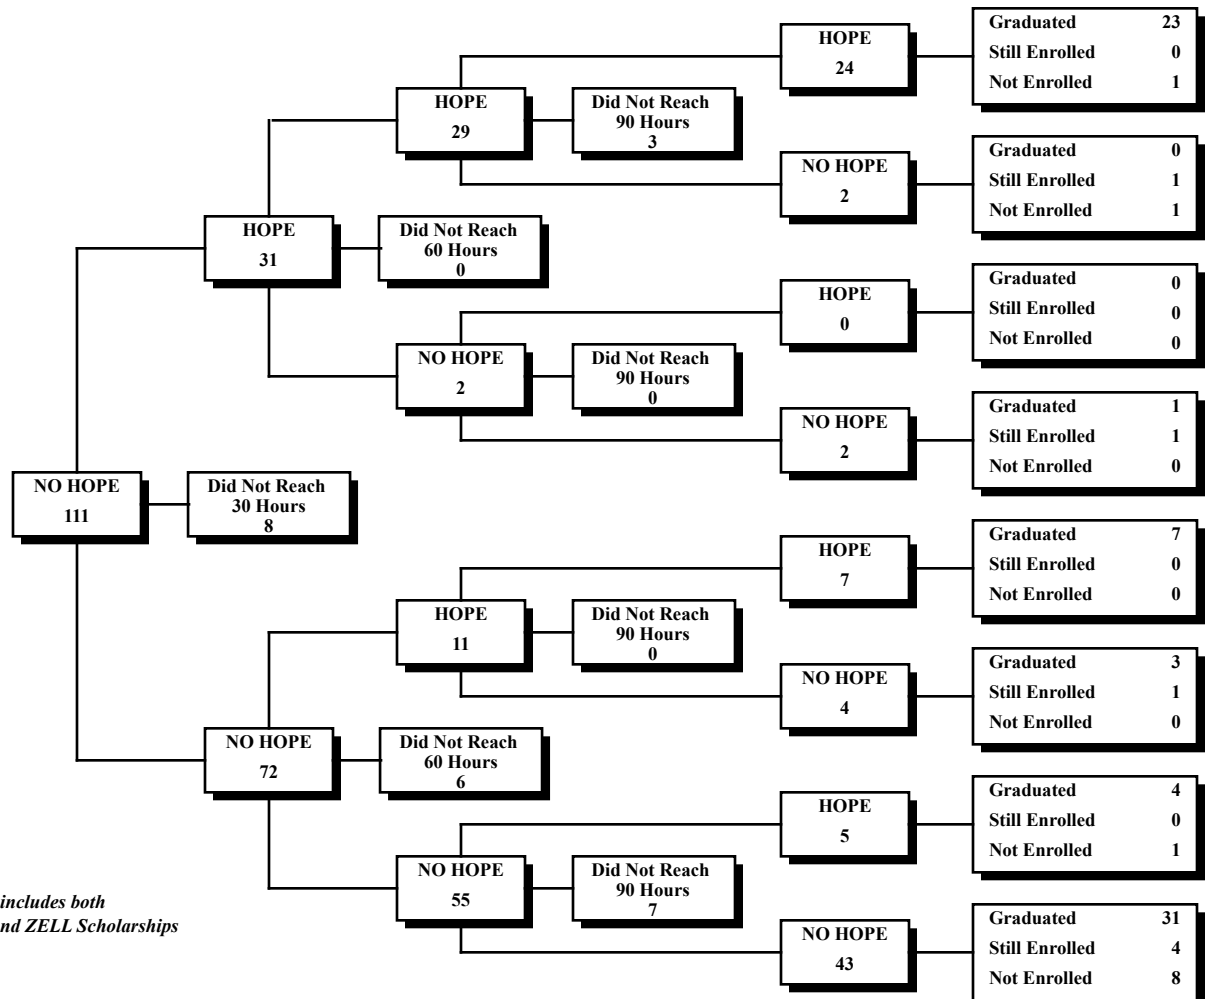 HOPE
24
Graduated 23
Still Enrolled 0
Not Enrolled 1
HOPE
29
Did Not Reach
90 Hours
3
NO HOPE
2
Graduated 0
Still Enrolled 1
Not Enrolled 1
HOPE
31
Did Not Reach
60 Hours
0
HOPE
0
Graduated 0
Still Enrolled 0
Not Enrolled 0
NO HOPE
2
Did Not Reach
90 Hours
0
NO HOPE
2
Graduated 1
Still Enrolled 1
Not Enrolled 0
NO HOPE
111
Did Not Reach
30 Hours
8
HOPE
7
Graduated 7
Still Enrolled 0
Not Enrolled 0
HOPE
11
Did Not Reach
90 Hours
0
NO HOPE
4
Graduated 3
Still Enrolled 1
Not Enrolled 0
NO HOPE
72
Did Not Reach
60 Hours
6
HOPE
5
Graduated 4
Still Enrolled 0
Not Enrolled 1
NO HOPE
55
Did Not Reach
90 Hours
7
NO HOPE
43
Graduated 31
Still Enrolled 4
Not Enrolled 8
includes both
nd ZELL Scholarships